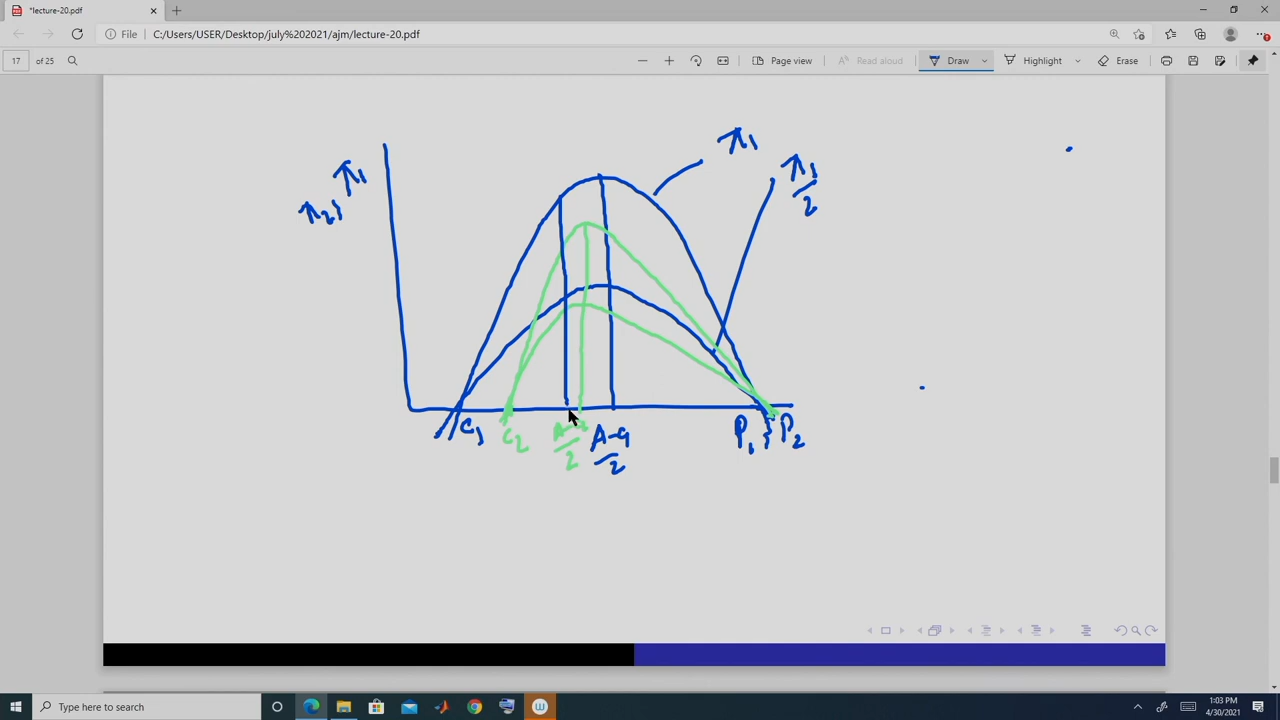 *lecture-20.pdf
File C:/Users/USER/Desktop/july%202021/ajm/lecture-20.pdf
17 of 25
Page view
Read aloud
Draw
Highlight
Erase
π1
π2, π1
π1/2
C1
C2
A-C1/2
P1, P2
Type here to search
1:03 PM
4/30/2021